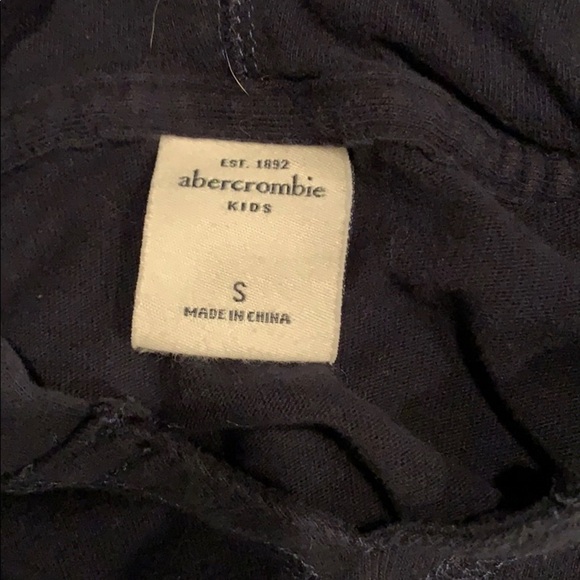 EST. 1892
abercrombie
KIDS
S
MADE IN CHINA